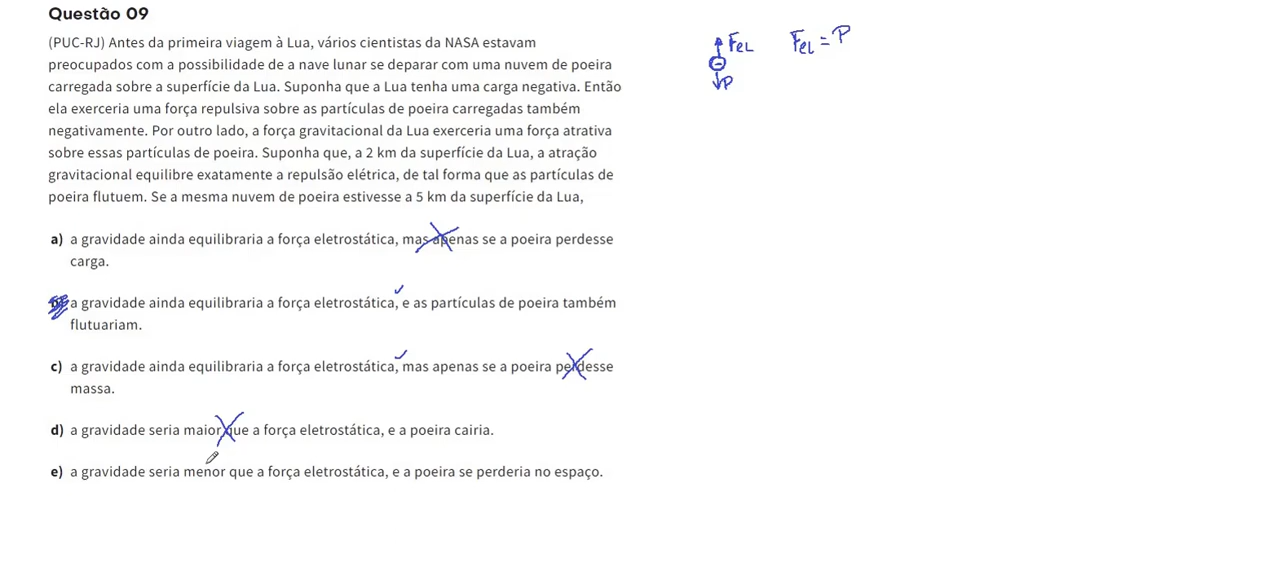 Questão 09
(PUC-RJ) Antes da primeira viagem à Lua, vários cientistas da NASA estavam
preocupados com a possibilidade de a nave lunar se deparar com uma nuvem de poeira
carregada sobre a superfície da Lua. Suponha que a Lua tenha uma carga negativa. Então
ela exerceria uma força repulsiva sobre as partículas de poeira carregadas também
negativamente. Por outro lado, a força gravitacional da Lua exerceria uma força atrativa
sobre essas partículas de poeira. Suponha que, a 2 km da superfície da Lua, a atração
gravitacional equilibre exatamente a repulsão elétrica, de tal forma que as partículas de
poeira flutuem. Se a mesma nuvem de poeira estivesse a 5 km da superfície da Lua,
a) a gravidade ainda equilibraria a força eletrostática, mas apenas se a poeira perdesse
carga.
b) a gravidade ainda equilibraria a força eletrostática, e as partículas de poeira também
flutuariam.
c) a gravidade ainda equilibraria a força eletrostática, mas apenas se a poeira perdesse
massa.
d) a gravidade seria maior que a força eletrostática, e a poeira cairia.
e) a gravidade seria menor que a força eletrostática, e a poeira se perderia no espaço.
FEL
FEL = P
-
P